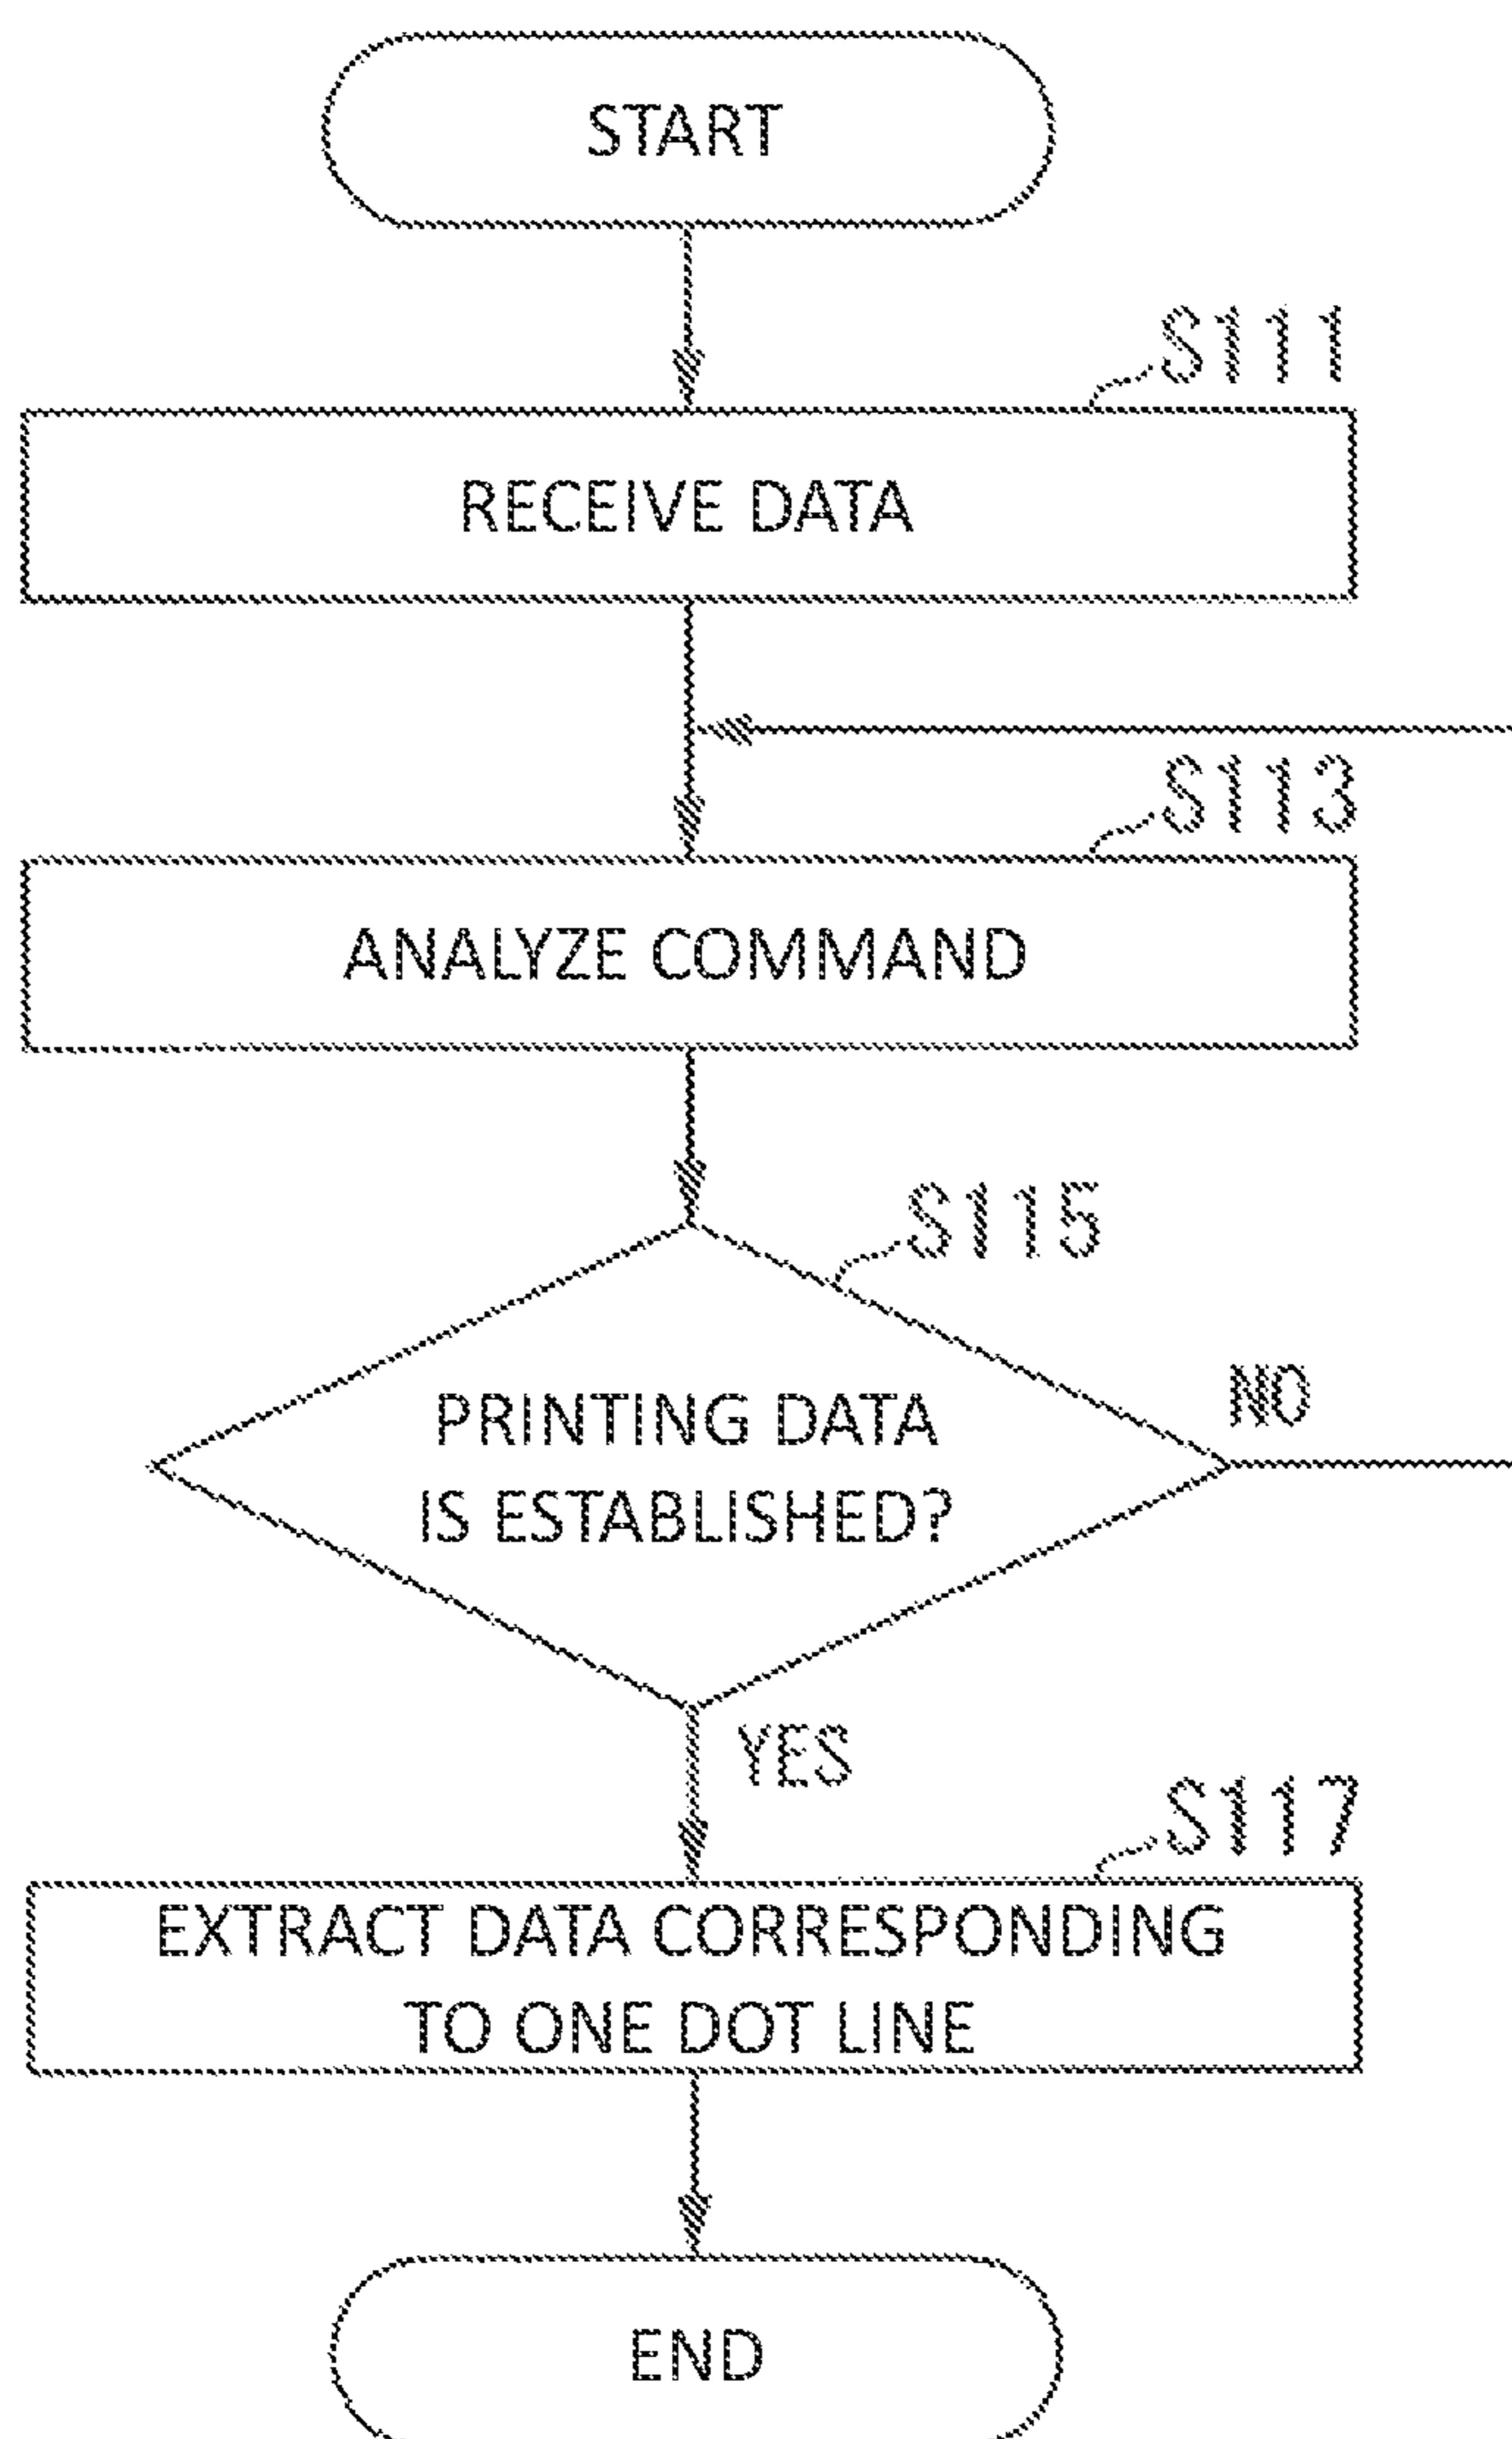 START
S111
RECEIVE DATA
S113
ANALYZE COMMAND
S115
PRINTING DATA
IS ESTABLISHED?
NO
YES
S117
EXTRACT DATA CORRESPONDING
TO ONE DOT LINE
END